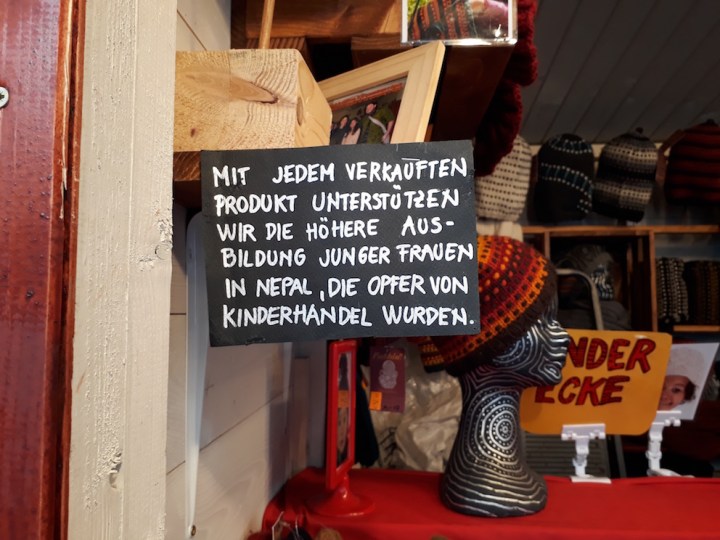 MIT JEDEM VERKAUFTEN
PRODUKT UNTERSTÜTZEN
WIR DIE HÖHERE AUS-
BILDUNG JUNGER FRAUEN
IN NEPAL, DIE OPFER VON
KINDERHANDEL WURDEN.
NDER
ECKE